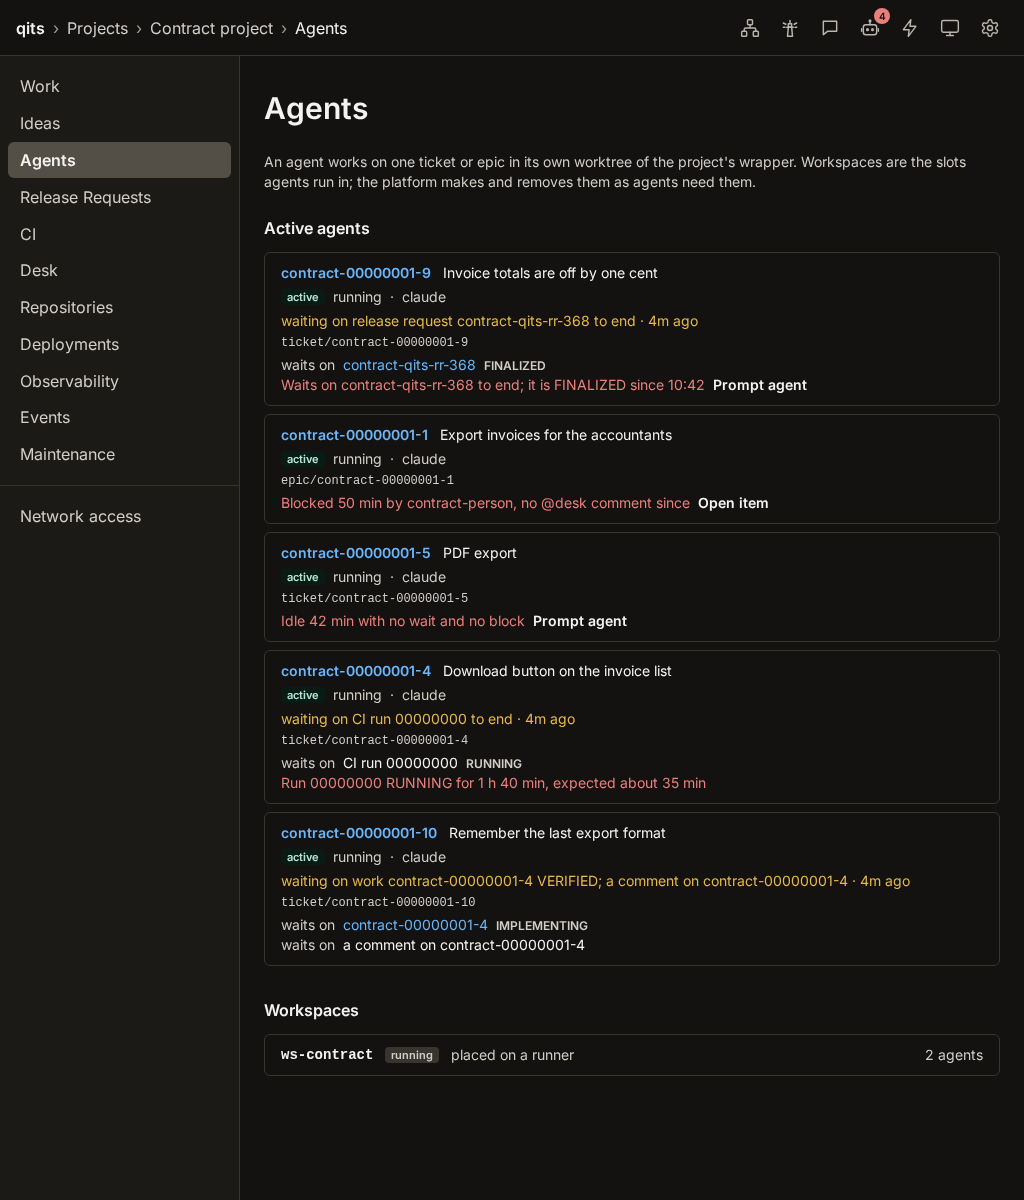 qits › Projects › Contract project › Agents
4
Work
Ideas
Agents
Release Requests
CI
Desk
Repositories
Deployments
Observability
Events
Maintenance
Network access
Agents
An agent works on one ticket or epic in its own worktree of the project's wrapper. Workspaces are the slots
agents run in; the platform makes and removes them as agents need them.
Active agents
contract-00000001-9 Invoice totals are off by one cent
active running · claude
waiting on release request contract-qits-rr-368 to end · 4m ago
ticket/contract-00000001-9
waits on contract-qits-rr-368 FINALIZED
Waits on contract-qits-rr-368 to end; it is FINALIZED since 10:42 Prompt agent
contract-00000001-1 Export invoices for the accountants
active running · claude
epic/contract-00000001-1
Blocked 50 min by contract-person, no @desk comment since Open item
contract-00000001-5 PDF export
active running · claude
ticket/contract-00000001-5
Idle 42 min with no wait and no block Prompt agent
contract-00000001-4 Download button on the invoice list
active running · claude
waiting on CI run 00000000 to end · 4m ago
ticket/contract-00000001-4
waits on CI run 00000000 RUNNING
Run 00000000 RUNNING for 1 h 40 min, expected about 35 min
contract-00000001-10 Remember the last export format
active running · claude
waiting on work contract-00000001-4 VERIFIED; a comment on contract-00000001-4 · 4m ago
ticket/contract-00000001-10
waits on contract-00000001-4 IMPLEMENTING
waits on a comment on contract-00000001-4
Workspaces
ws-contract running placed on a runner 2 agents